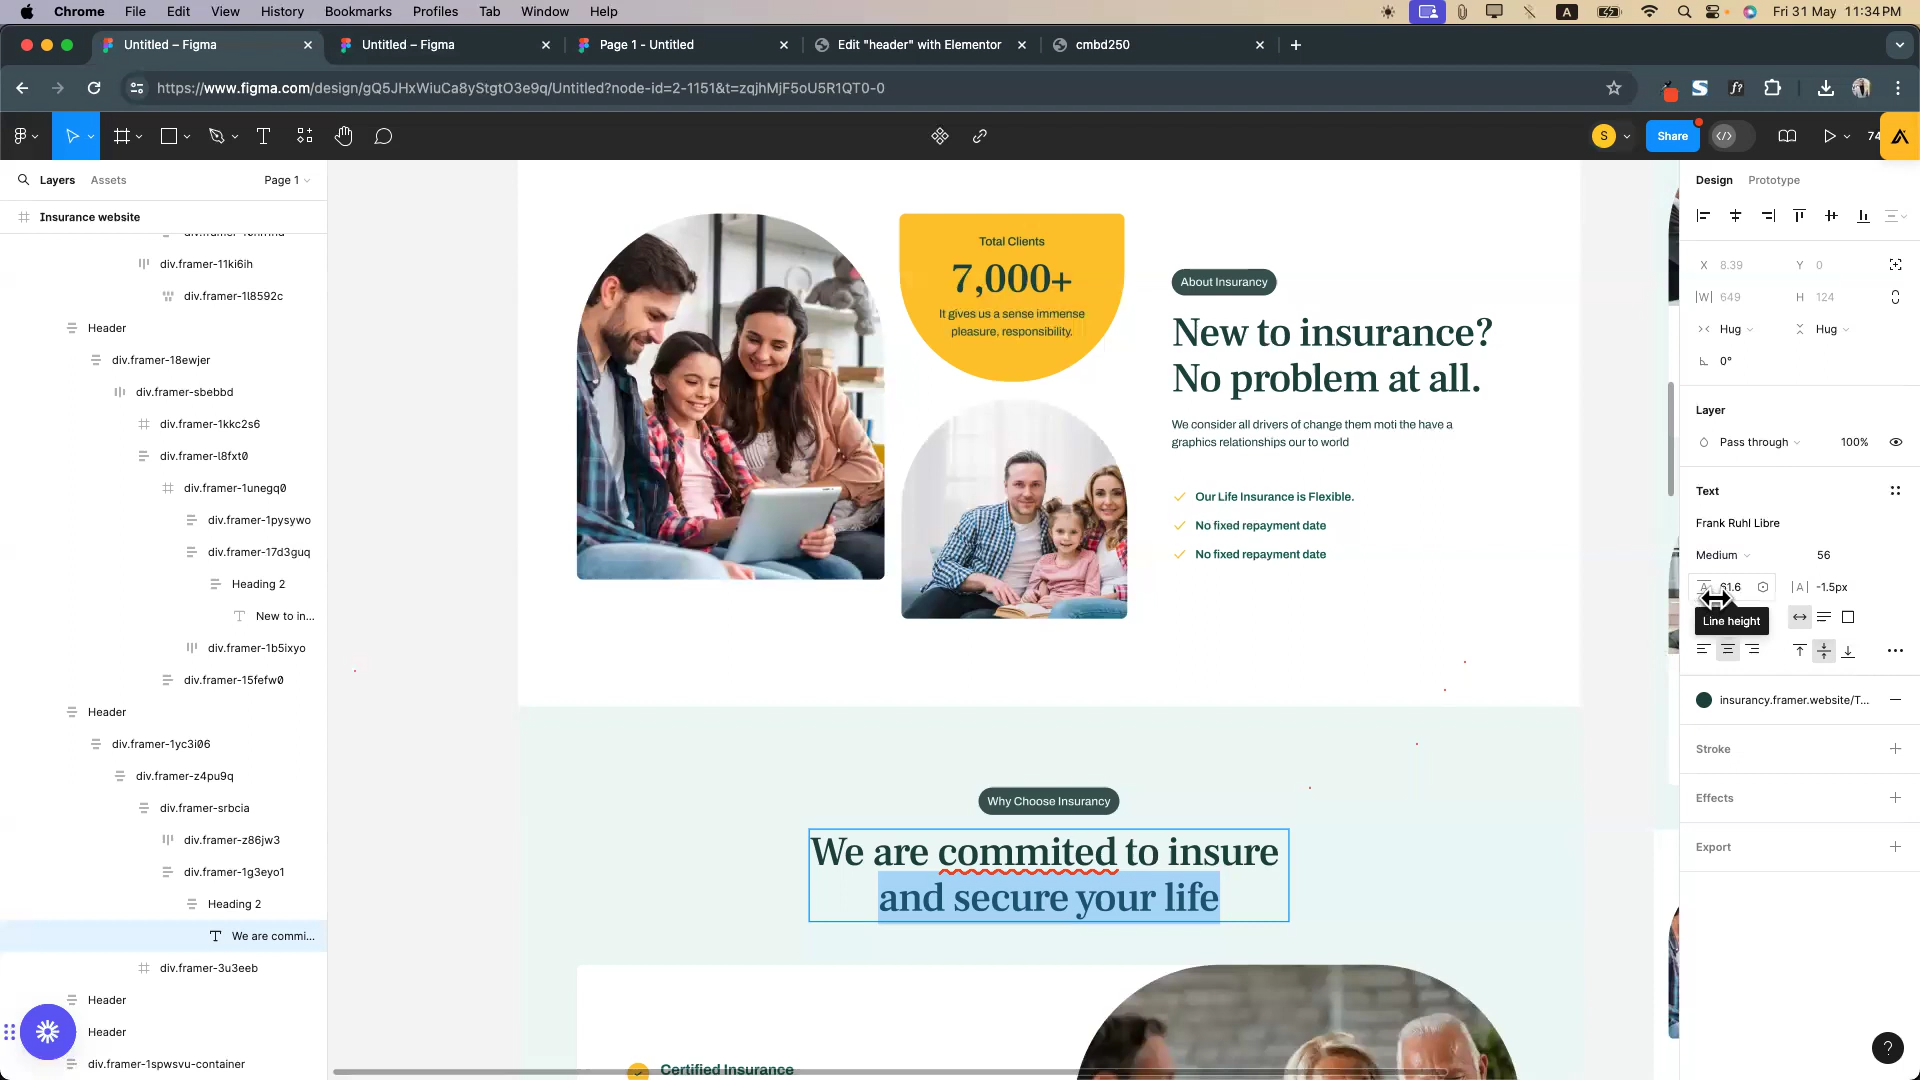 Chrome File Edit View History Bookmarks Profiles Tab Window Help
A
Fri 31 May 11:34 PM
Untitled – Figma
Untitled – Figma
Page 1 - Untitled
Edit "header" with Elementor
cmbd250
https://www.figma.com/design/gQ5JHxWiuCa8yStgtO3e9q/Untitled?node-id=2-1151&t=zqjhMjF5oU5R1QT0-0
S
f?
S
Share
74
Layers
Assets
Page 1
Insurance website
div.framer-11ki6ih
div.framer-1l8592c
Header
div.framer-18ewjer
div.framer-sbebbd
div.framer-1kkc2s6
div.framer-l8fxt0
div.framer-1unegq0
div.framer-1pysywo
div.framer-17d3guq
Heading 2
New to in...
div.framer-1b5ixyo
div.framer-15fefw0
Header
div.framer-1yc3i06
div.framer-z4pu9q
div.framer-srbcia
div.framer-z86jw3
div.framer-1g3eyo1
Heading 2
We are commi...
div.framer-3u3eeb
Header
Header
div.framer-1spwsvu-container
Total Clients
7,000+
It gives us a sense immense
pleasure, responsibility.
About Insurancy
New to insurance?
No problem at all.
We consider all drivers of change them moti the have a
graphics relationships our to world
Our Life Insurance is Flexible.
No fixed repayment date
No fixed repayment date
Why Choose Insurancy
We are commited to insure
and secure your life
Certified Insurance
Design
Prototype
X 8.39
Y 0
W 649
H 124
Hug
Hug
0°
Layer
Pass through
100%
Text
Frank Ruhl Libre
Medium
56
61.6
-1.5px
Line height
insurancy.framer.website/T...
Stroke
Effects
Export
?